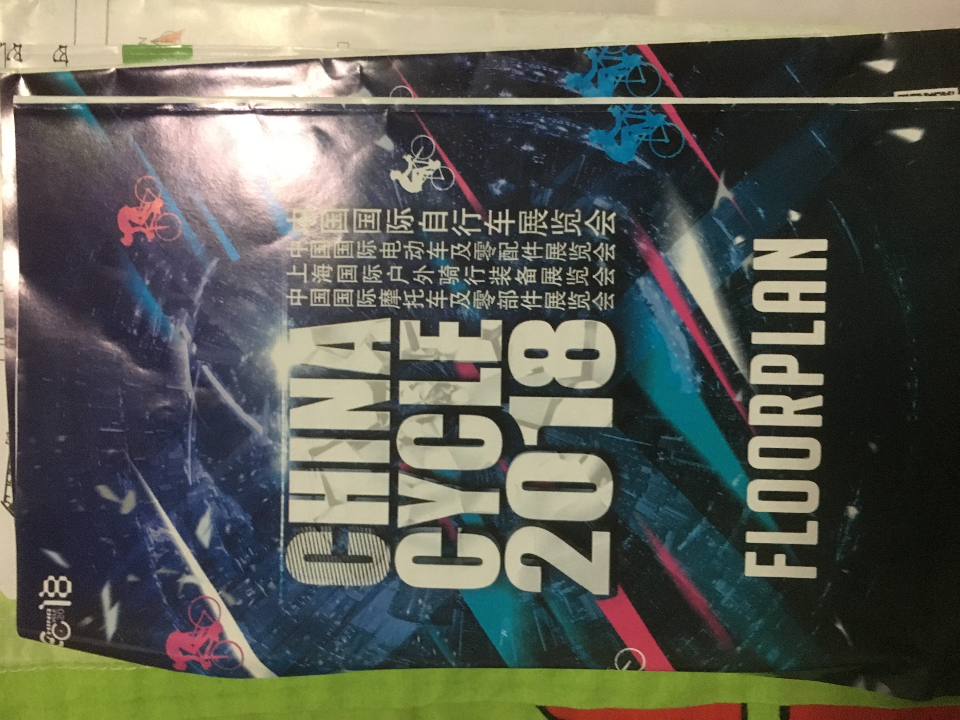 18
CHINA
CYCLE
2018
中国国际自行车展览会
中国国际电动车及零配件展览会
上海国际户外骑行装备展览会
中国国际摩托车及零部件展览会
FLOORPLAN